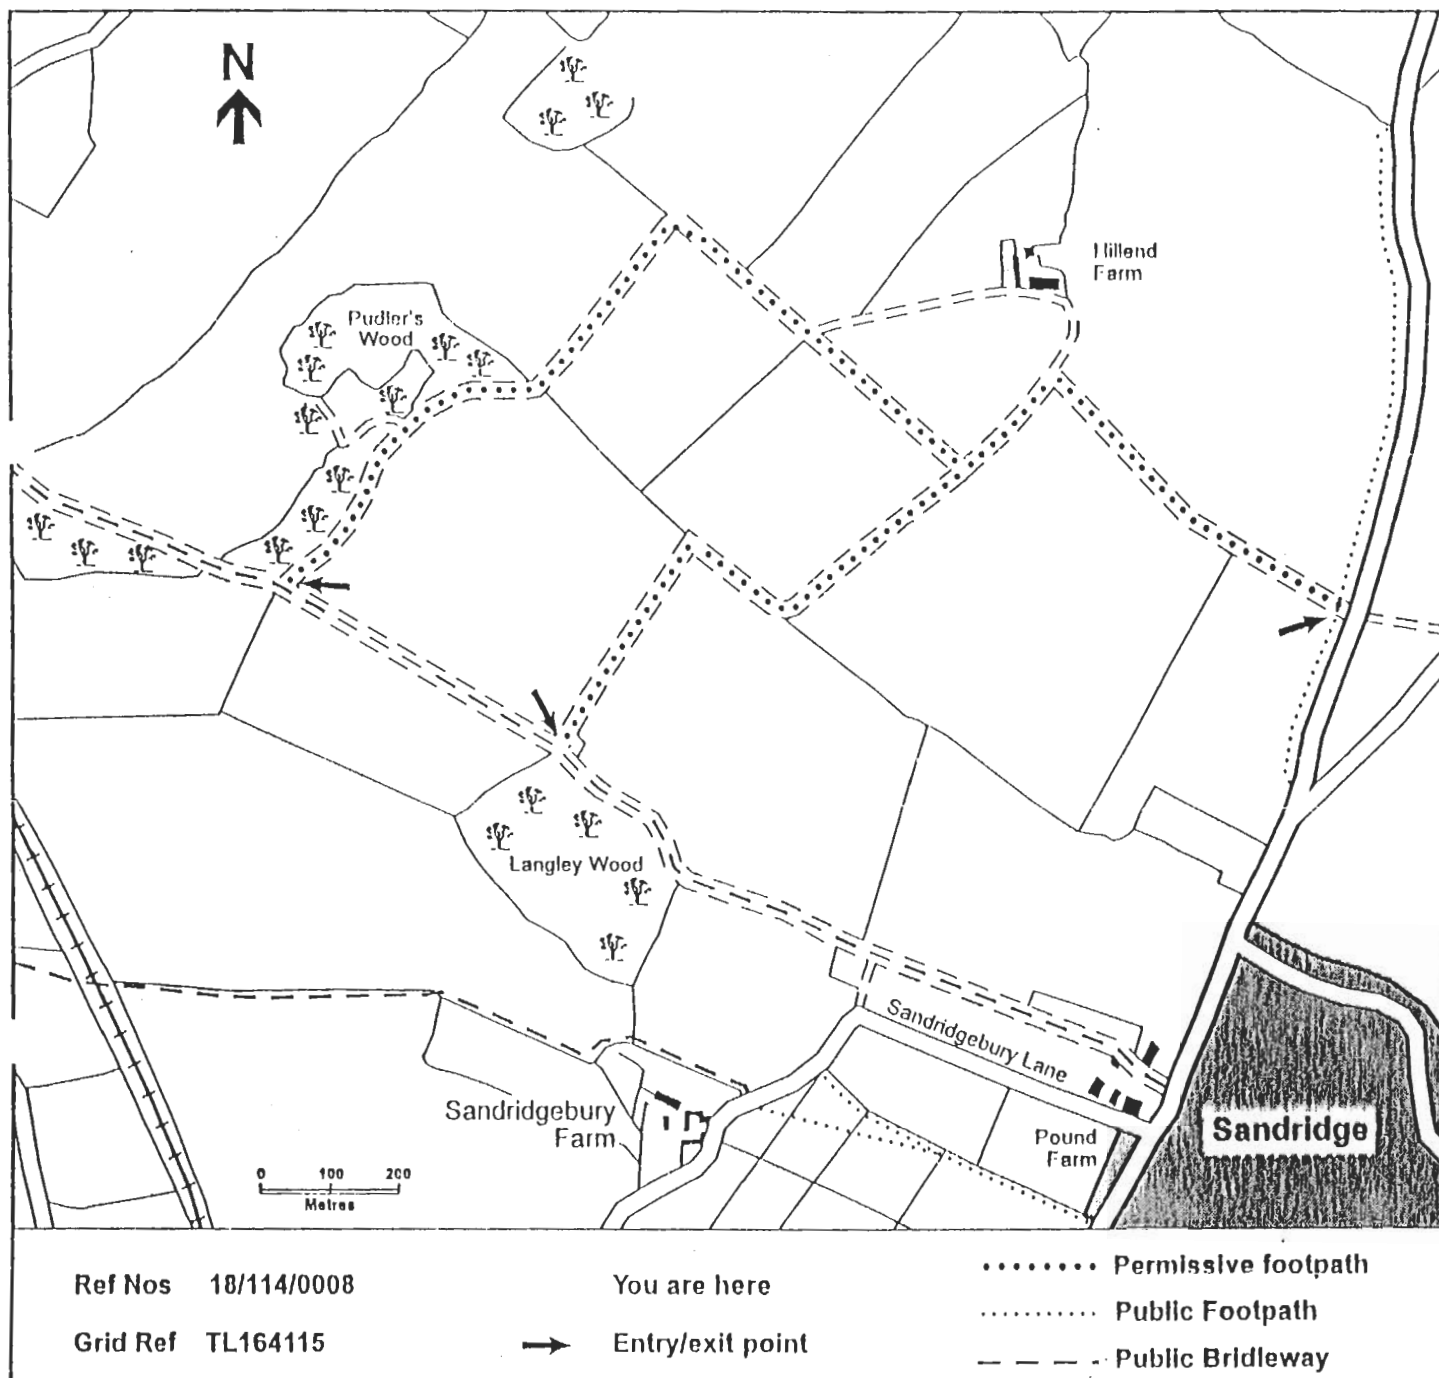 N
Hillend
Farm
Pudler's
Wood
Langley Wood
Sandridgebury Lane
Sandridgebury
Farm
Pound
Farm
Sandridge
0 100 200
Metres
Ref Nos 18/114/0008
Grid Ref TL164115
You are here
Entry/exit point
Permissive footpath
Public Footpath
Public Bridleway